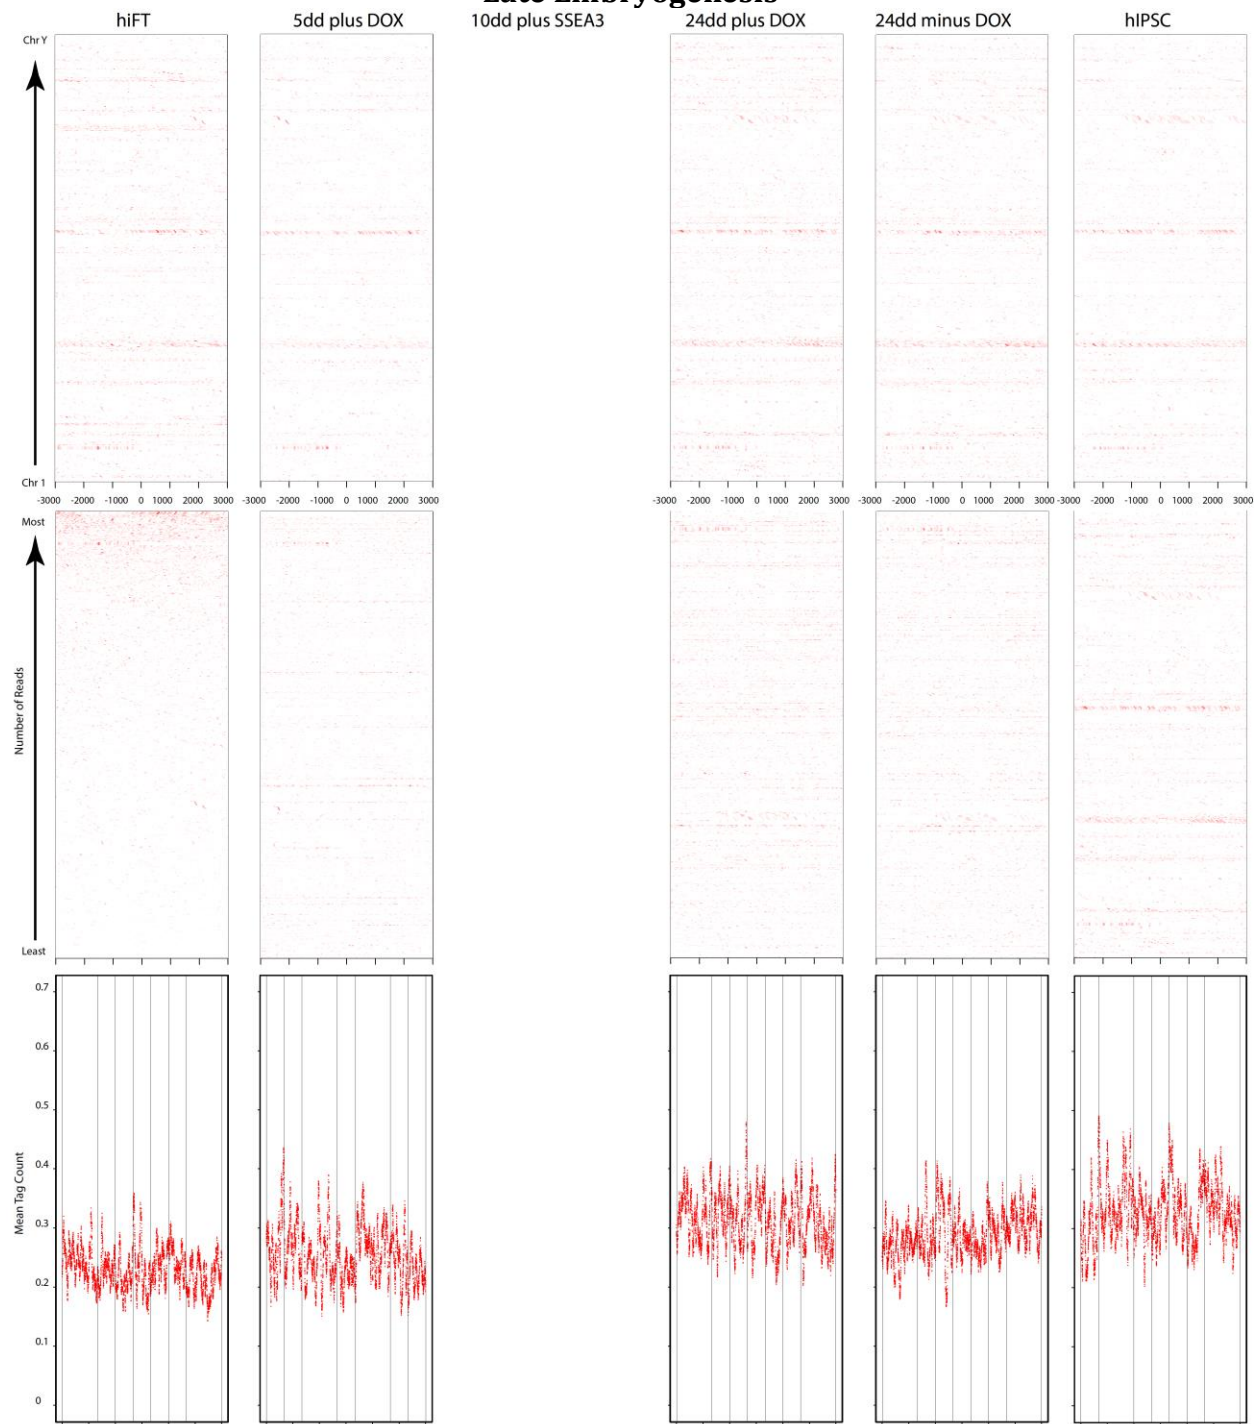 Late Embryogenesis
hiFT 5dd plus DOX 10dd plus SSEA3 24dd plus DOX 24dd minus DOX hIPSC
Chr Y
Chr 1
-3000 -2000 -1000 0 1000 2000 3000 -3000 -2000 -1000 0 1000 2000 3000 -3000 -2000 -1000 0 1000 2000 3000 -3000 -2000 -1000 0 1000 2000 3000 -3000 -2000 -1000 0 1000 2000 3000
Most
Number of Reads
Least
0.7
0.6
0.5
0.4
Mean Tag Count
0.3
0.2
0.1
0